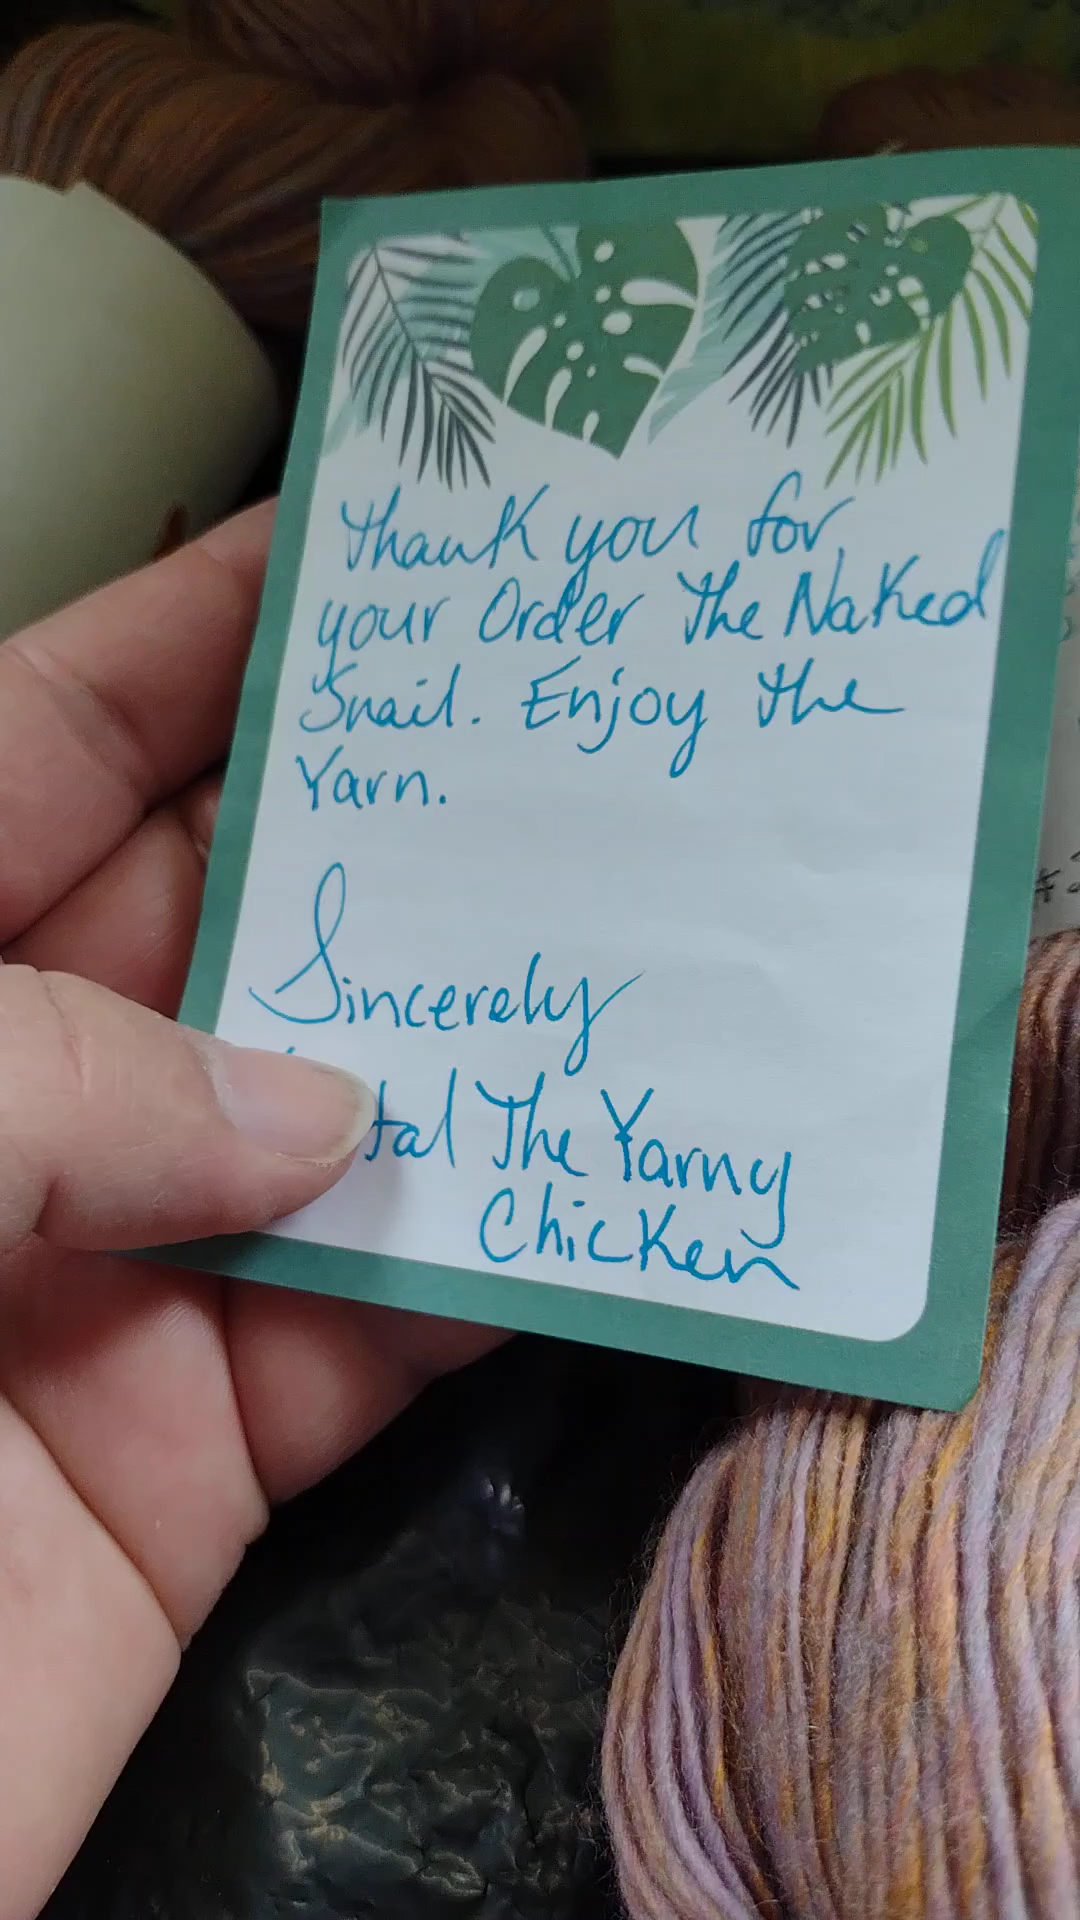 Thank you for
your Order The Naked
Snail. Enjoy the
Yarn.
Sincerely
The Yarny
Chicken